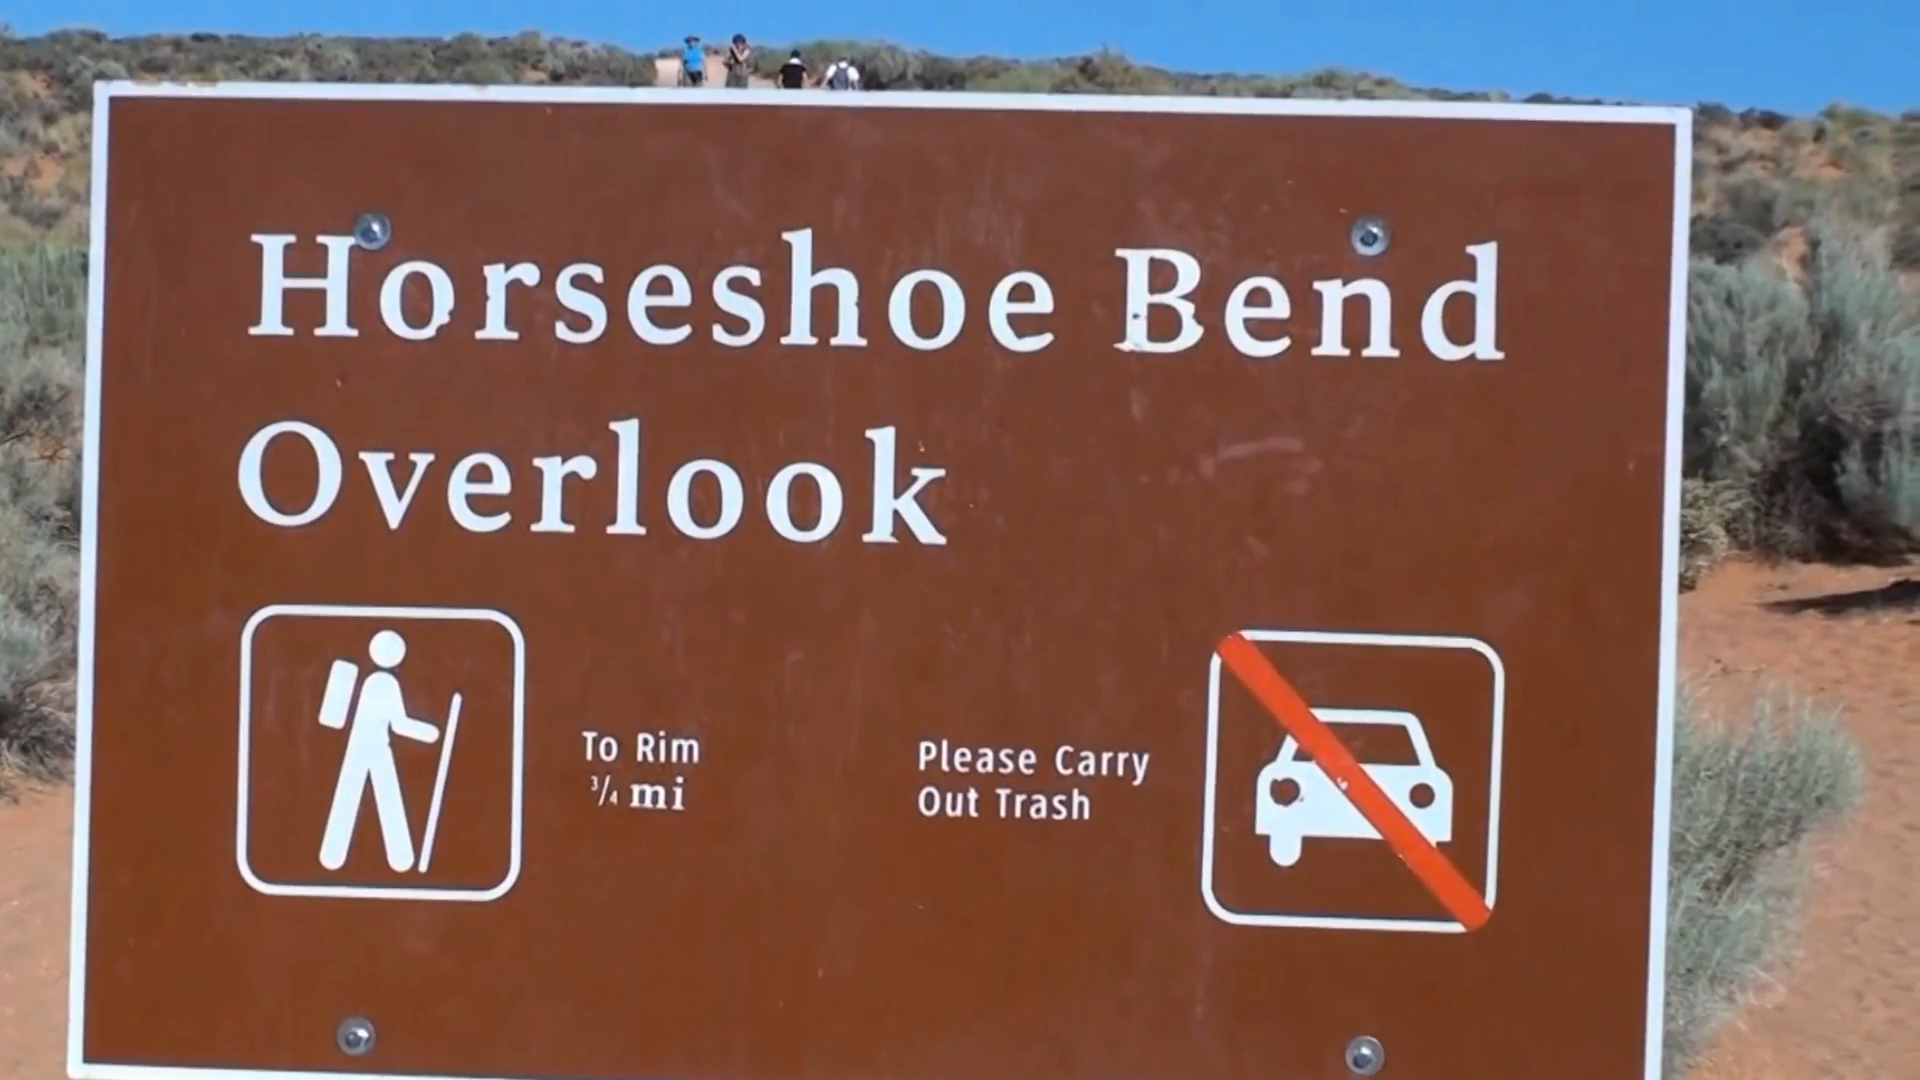 Horseshoe Bend
Overlook
To Rim
3/4 mi
Please Carry
Out Trash